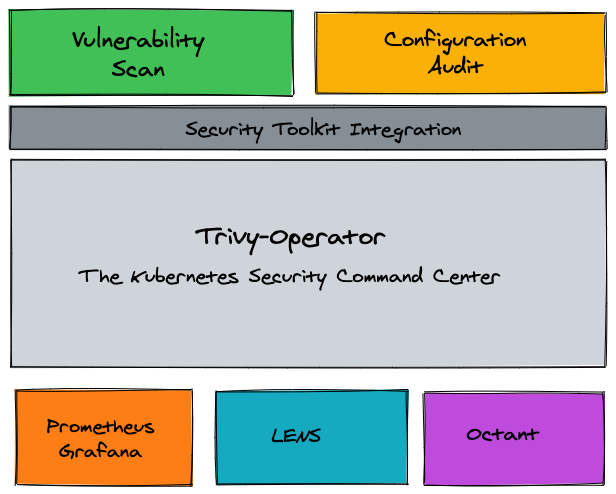 Vulnerability
Scan
Configuration
Audit
Security Toolkit Integration
Trivy-Operator
The Kubernetes Security Command Center
Prometheus
Grafana
LENS
Octant